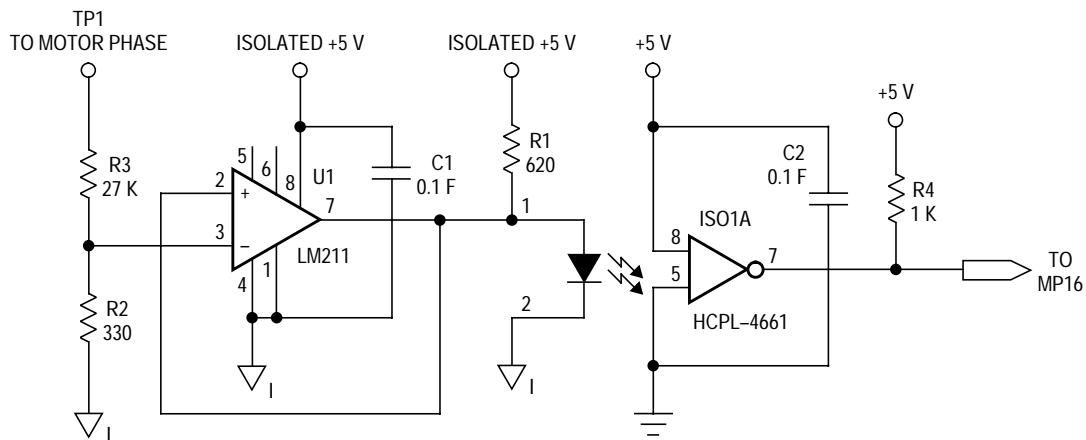 TP1
TO MOTOR PHASE
ISOLATED +5 V
ISOLATED +5 V
+5 V
+5 V
R3
27 K
5
6
8
U1
C1
0.1 F
R1
620
C2
0.1 F
R4
1 K
2
+
7
1
ISO1A
3
–
LM211
8
7
TO
MP16
4
1
5
R2
330
2
HCPL–4661
I
I
I